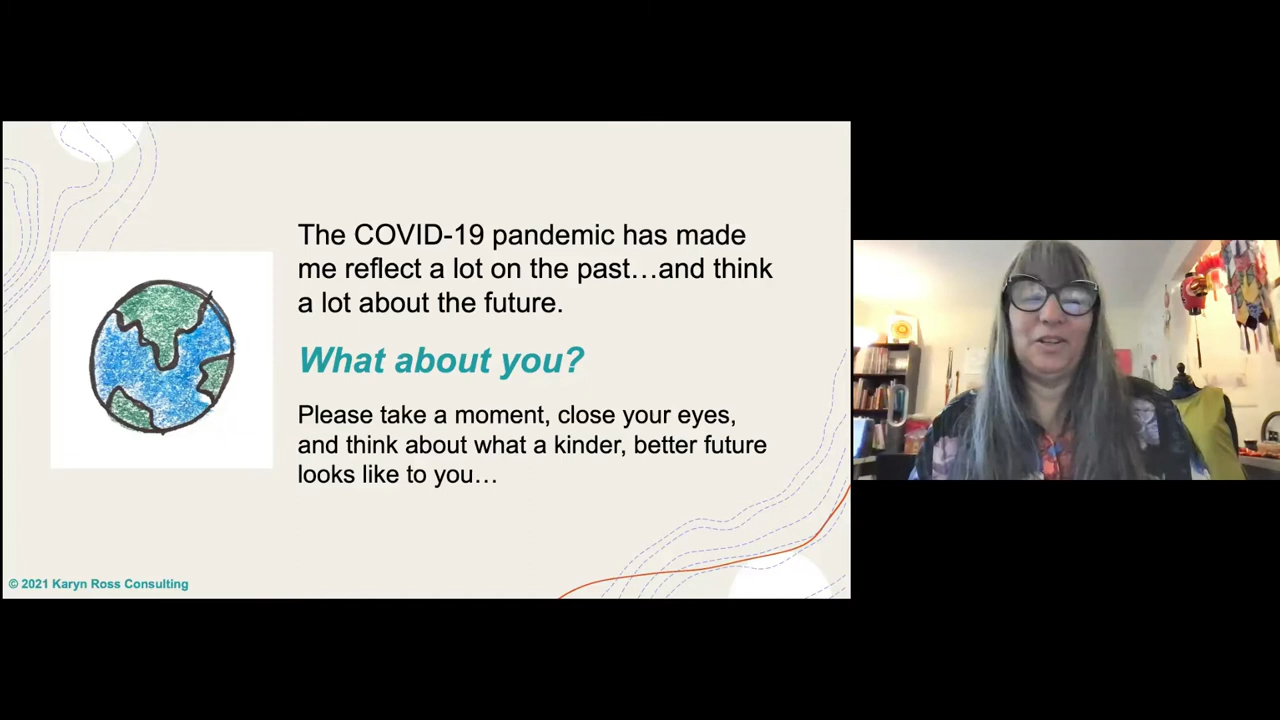 The COVID-19 pandemic has made
me reflect a lot on the past…and think
a lot about the future.
What about you?
Please take a moment, close your eyes,
and think about what a kinder, better future
looks like to you…
© 2021 Karyn Ross Consulting